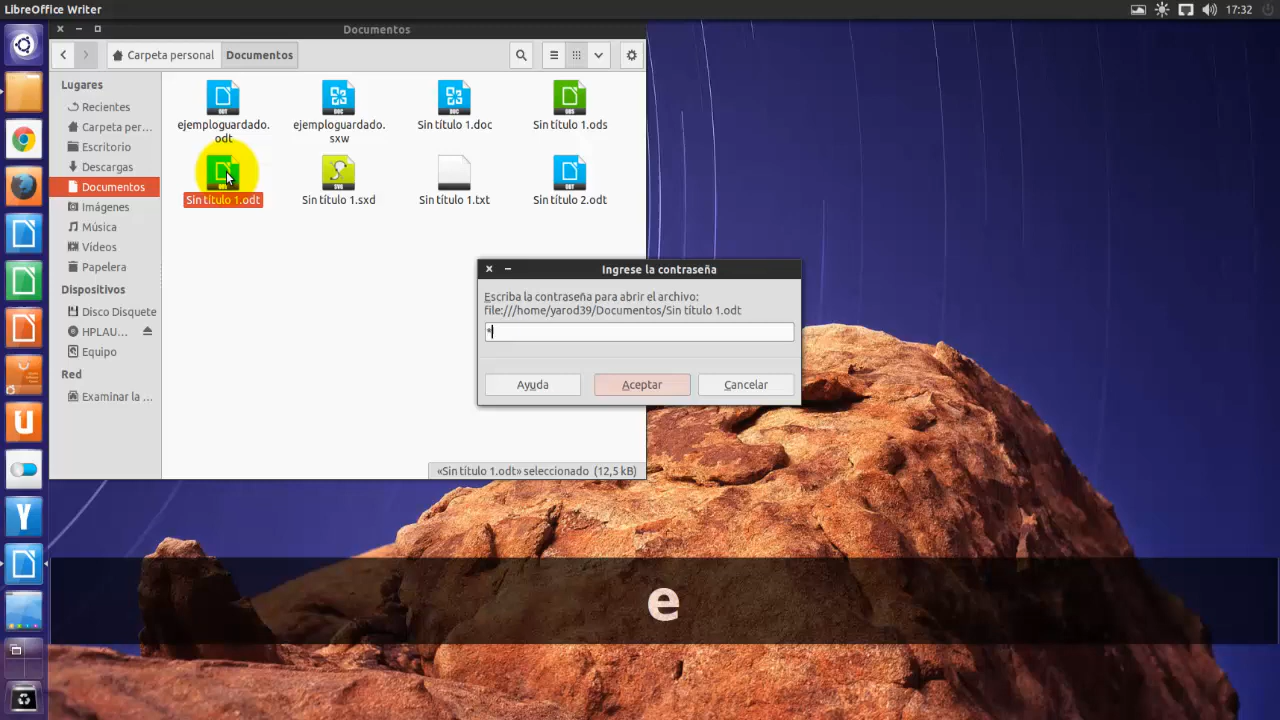 LibreOffice Writer
17:32
Documentos
Carpeta personal
Documentos
Lugares
Recientes
Carpeta per...
Escritorio
Descargas
Documentos
Imágenes
Música
Vídeos
Papelera
Dispositivos
Disco Disquete
HPLAU...
Equipo
Red
Examinar la ...
ejemploguardado.
odt
ejemploguardado.
sxw
Sin título 1.doc
Sin título 1.ods
Sin título 1.odt
Sin título 1.sxd
Sin título 1.txt
Sin título 2.odt
Ingrese la contraseña
Escriba la contraseña para abrir el archivo:
file:///home/yarod39/Documentos/Sin título 1.odt
*
Ayuda
Aceptar
Cancelar
«Sin título 1.odt» seleccionado (12,5 kB)
e